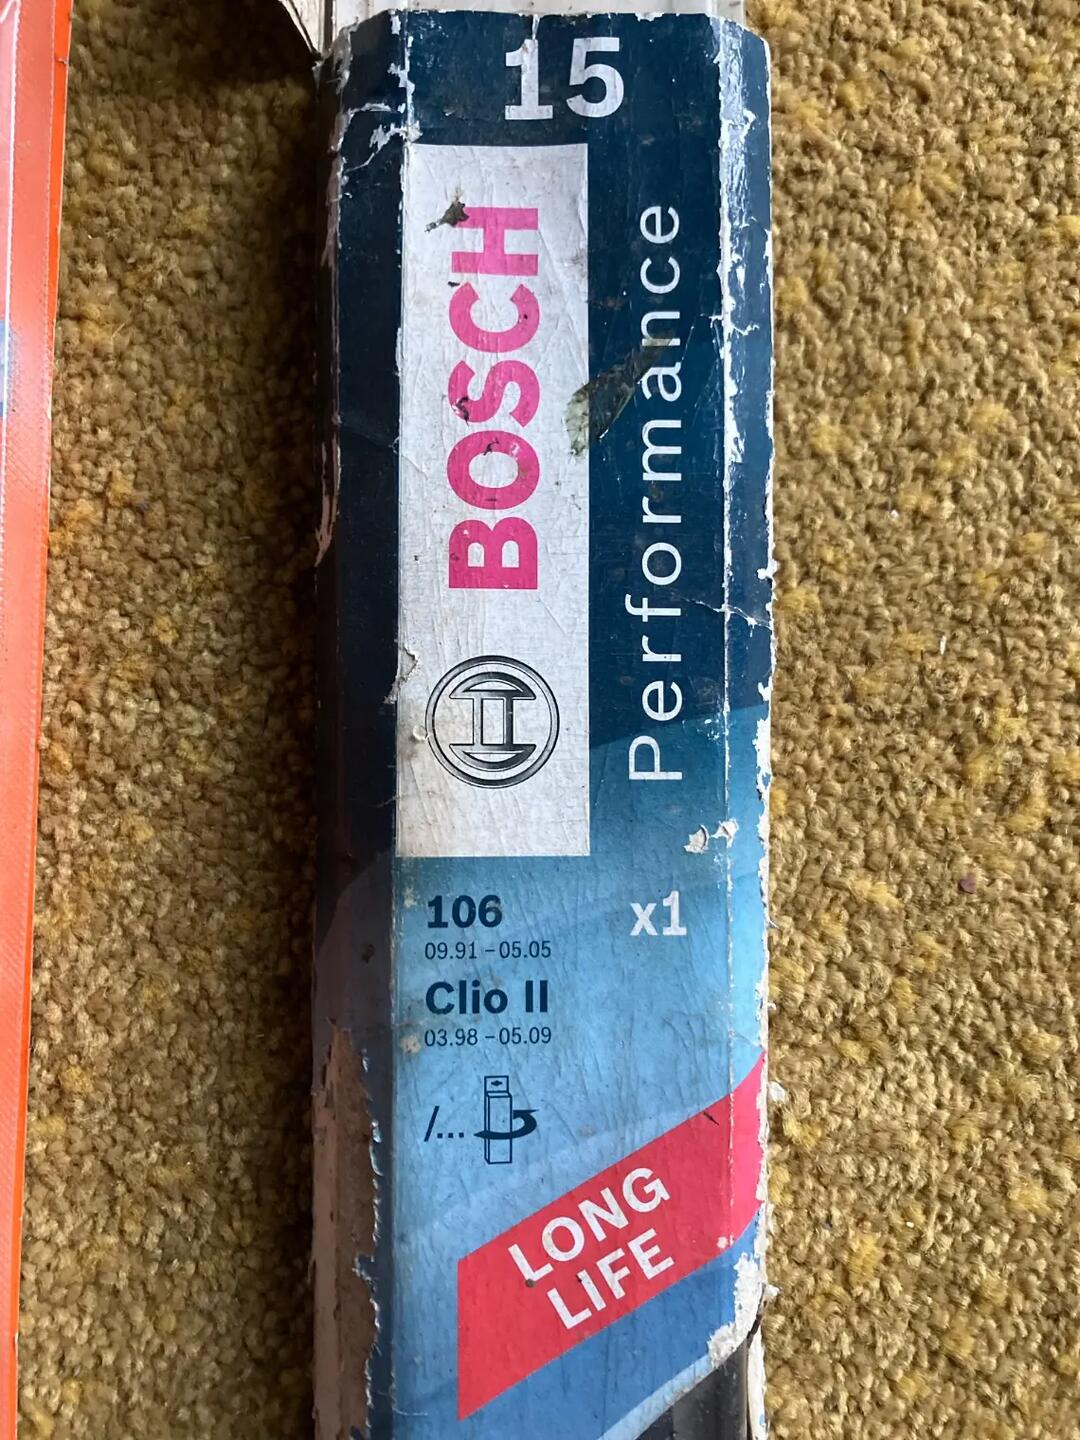 15
BOSCH
Performance
106
09.91 – 05.05
x1
Clio II
03.98 – 05.09
/...
LONG
LIFE